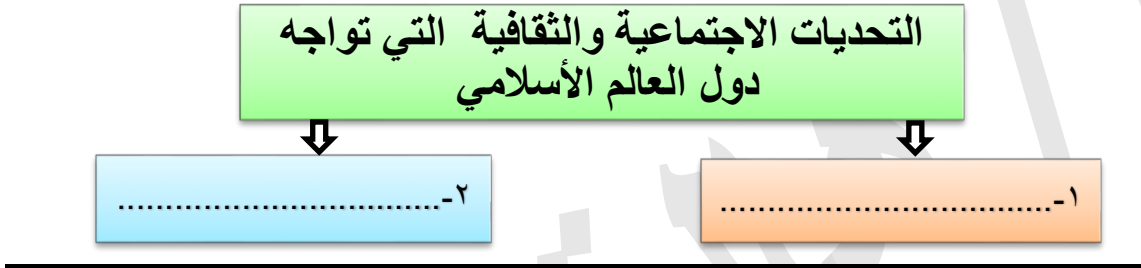 التحديات الاجتماعية والثقافية التي تواجه
دول العالم الأسلامي
١-...................................
٢-..................................